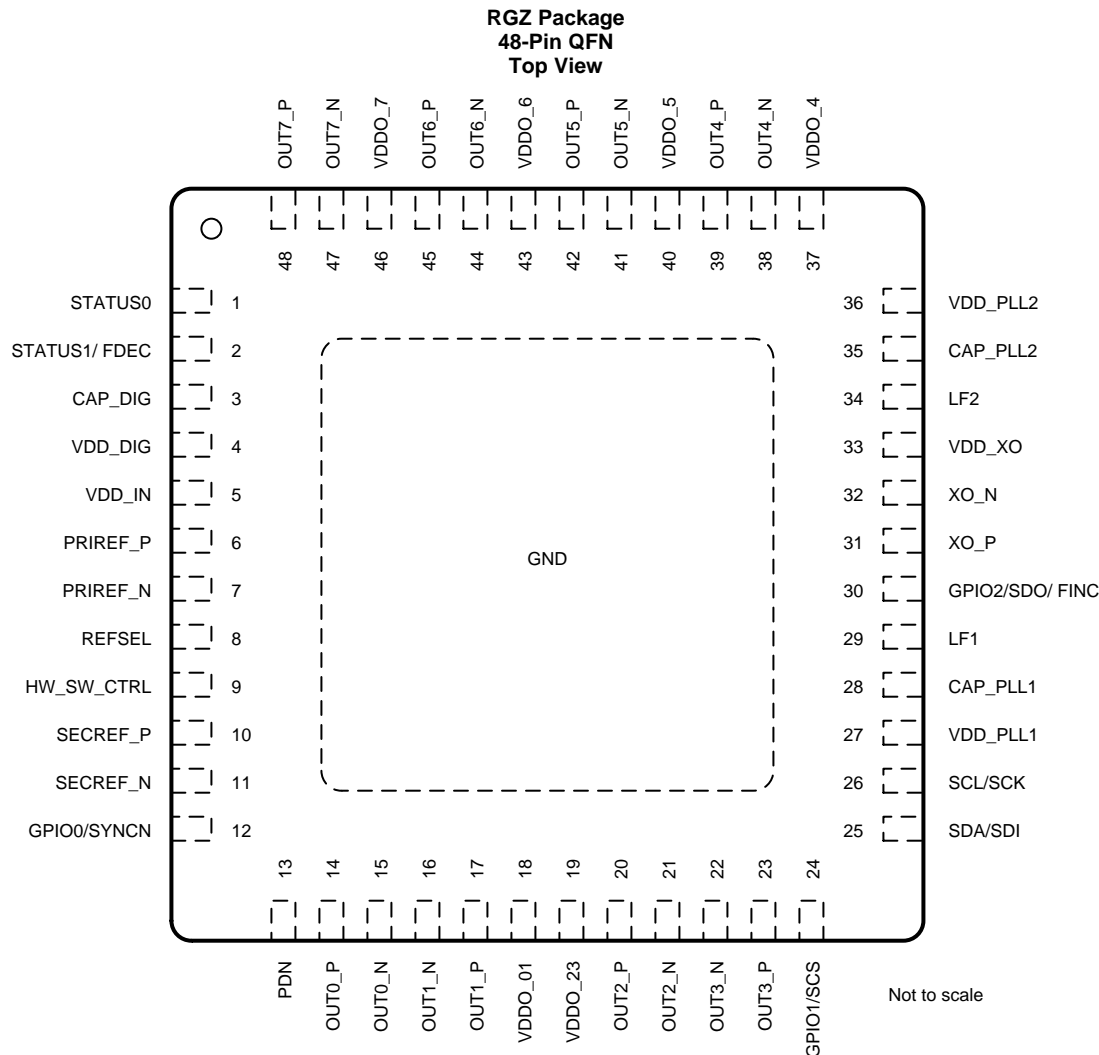 RGZ Package
48-Pin QFN
Top View
OUT7_P
OUT7_N
VDDO_7
OUT6_P
OUT6_N
VDDO_6
OUT5_P
OUT5_N
VDDO_5
OUT4_P
OUT4_N
VDDO_4
48
47
46
45
44
43
42
41
40
39
38
37
STATUS0 1
STATUS1/ FDEC 2
CAP_DIG 3
VDD_DIG 4
VDD_IN 5
PRIREF_P 6
PRIREF_N 7
REFSEL 8
HW_SW_CTRL 9
SECREF_P 10
SECREF_N 11
GPIO0/SYNCN 12
GND
36 VDD_PLL2
35 CAP_PLL2
34 LF2
33 VDD_XO
32 XO_N
31 XO_P
30 GPIO2/SDO/ FINC
29 LF1
28 CAP_PLL1
27 VDD_PLL1
26 SCL/SCK
25 SDA/SDI
13
14
15
16
17
18
19
20
21
22
23
24
PDN
OUT0_P
OUT0_N
OUT1_N
OUT1_P
VDDO_01
VDDO_23
OUT2_P
OUT2_N
OUT3_N
OUT3_P
GPIO1/SCS
Not to scale